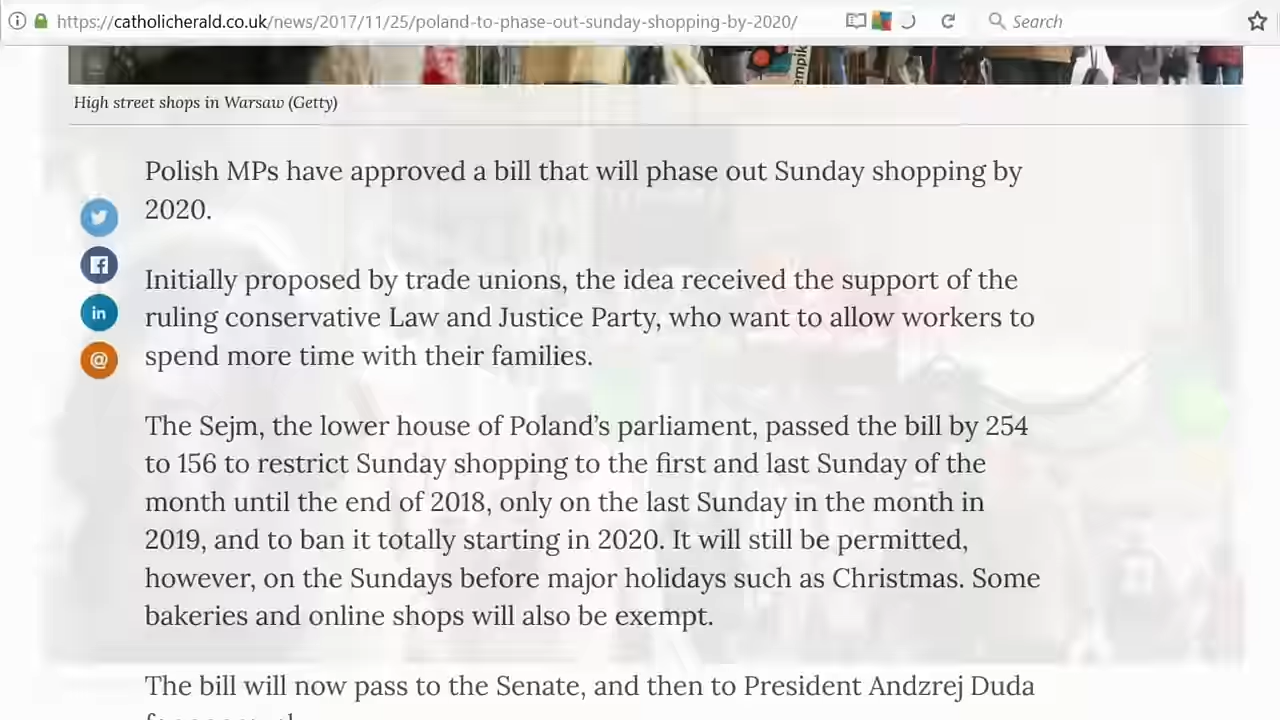 https://catholicherald.co.uk/news/2017/11/25/poland-to-phase-out-sunday-shopping-by-2020/
Search
empik
High street shops in Warsaw (Getty)
Polish MPs have approved a bill that will phase out Sunday shopping by
2020.
Initially proposed by trade unions, the idea received the support of the
ruling conservative Law and Justice Party, who want to allow workers to
spend more time with their families.
in
@
The Sejm, the lower house of Poland’s parliament, passed the bill by 254
to 156 to restrict Sunday shopping to the first and last Sunday of the
month until the end of 2018, only on the last Sunday in the month in
2019, and to ban it totally starting in 2020. It will still be permitted,
however, on the Sundays before major holidays such as Christmas. Some
bakeries and online shops will also be exempt.
The bill will now pass to the Senate, and then to President Andzrej Duda